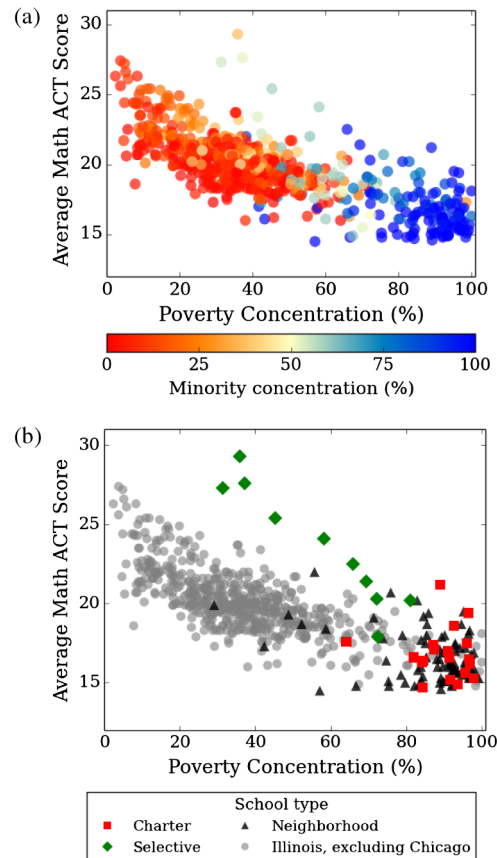 (a)
30
25
20
15
Average Math ACT Score
0 20 40 60 80 100
Poverty Concentration (%)
0 25 50 75 100
Minority concentration (%)
(b)
30
25
20
15
Average Math ACT Score
0 20 40 60 80 100
Poverty Concentration (%)
School type
Charter Neighborhood
Selective Illinois, excluding Chicago